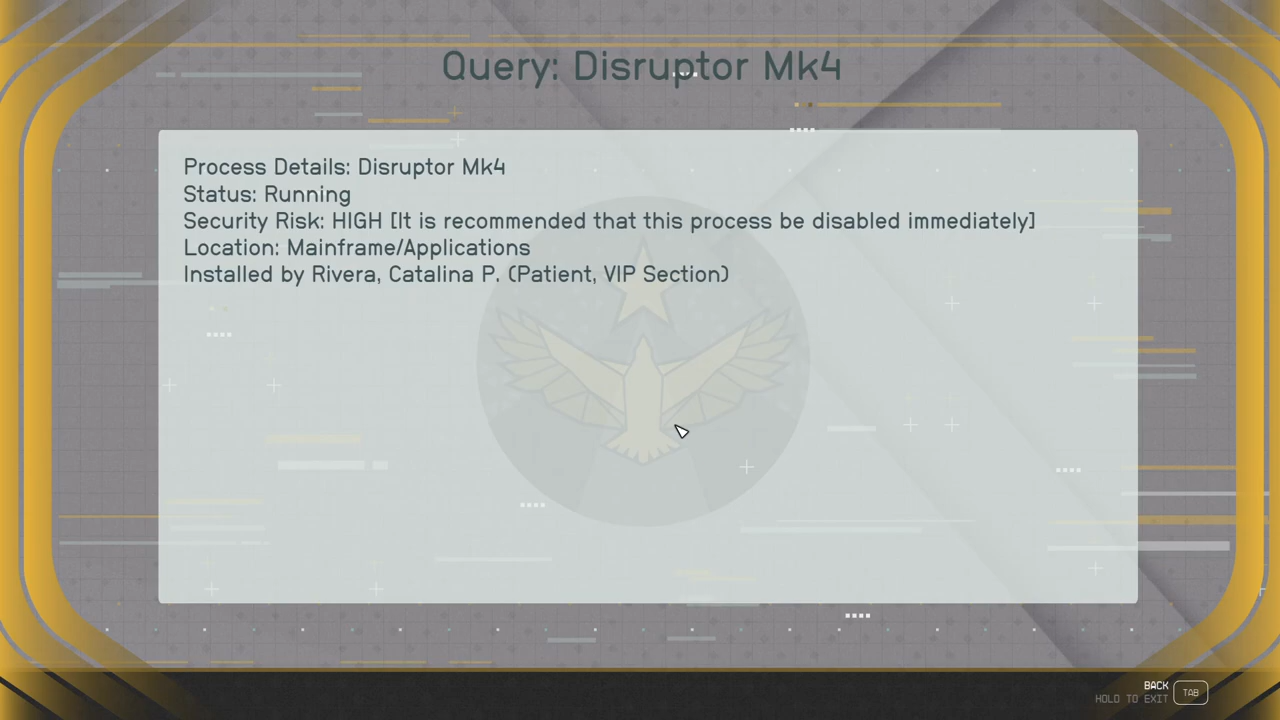 Query: Disruptor Mk4
Process Details: Disruptor Mk4
Status: Running
Security Risk: HIGH [It is recommended that this process be disabled immediately]
Location: Mainframe/Applications
Installed by Rivera, Catalina P. (Patient, VIP Section)
BACK
HOLD TO EXIT TAB